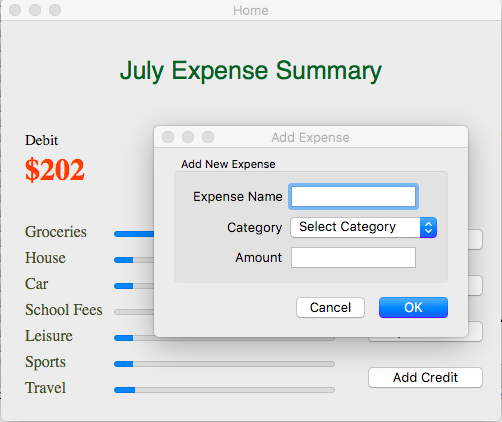 Home
July Expense Summary
Debit
$202
Add Expense
Add New Expense
Expense Name
Category Select Category
Amount
Cancel OK
Groceries
House
Car
School Fees
Leisure
Sports
Travel
Add Credit